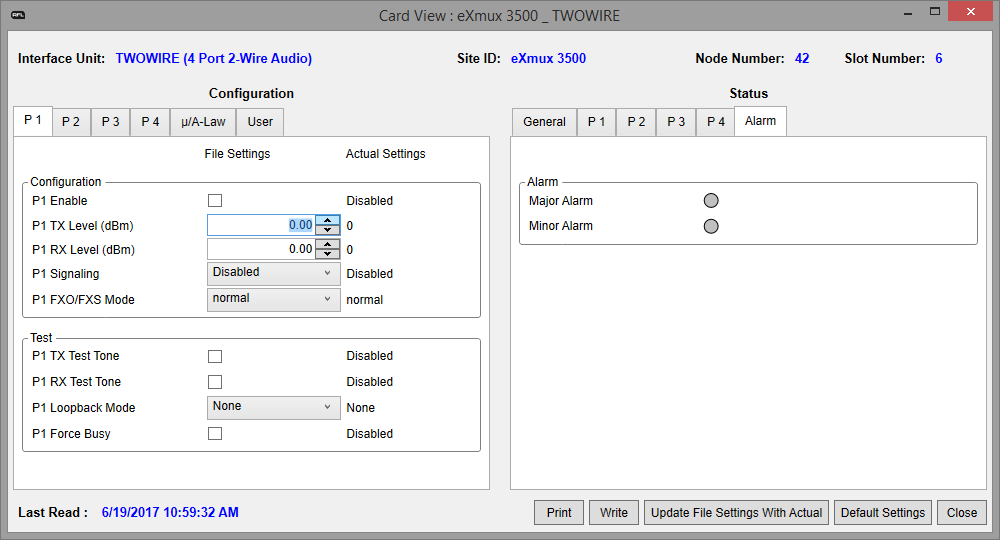 AFL
Card View : eXmux 3500 _ TWOWIRE
Interface Unit: TWOWIRE (4 Port 2-Wire Audio) Site ID: eXmux 3500 Node Number: 42 Slot Number: 6
Configuration
P 1 P 2 P 3 P 4 µ/A-Law User
File Settings Actual Settings
Configuration
P1 Enable Disabled
P1 TX Level (dBm) 0.00 0
P1 RX Level (dBm) 0.00 0
P1 Signaling Disabled Disabled
P1 FXO/FXS Mode normal normal
Test
P1 TX Test Tone Disabled
P1 RX Test Tone Disabled
P1 Loopback Mode None None
P1 Force Busy Disabled
Status
General P 1 P 2 P 3 P 4 Alarm
Alarm
Major Alarm
Minor Alarm
Last Read : 6/19/2017 10:59:32 AM
Print Write Update File Settings With Actual Default Settings Close